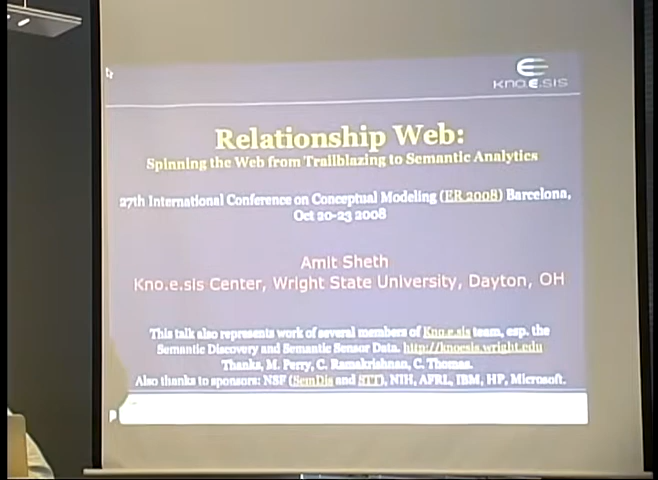 KNO.E.SIS
Relationship Web:
Spinning the Web from Trailblazing to Semantic Analytics
27th International Conference on Conceptual Modeling (ER 2008) Barcelona,
Oct 20-23 2008
Amit Sheth
Kno.e.sis Center, Wright State University, Dayton, OH
This talk also represents work of several members of Kno.e.sis team, esp. the
Semantic Discovery and Semantic Sensor Data. http://knoesis.wright.edu
Thanks, M. Perry, C. Ramakrishnan, C. Thomas.
Also thanks to sponsors: NSF (SemDis and STT), NIH, AFRL, IBM, HP, Microsoft.